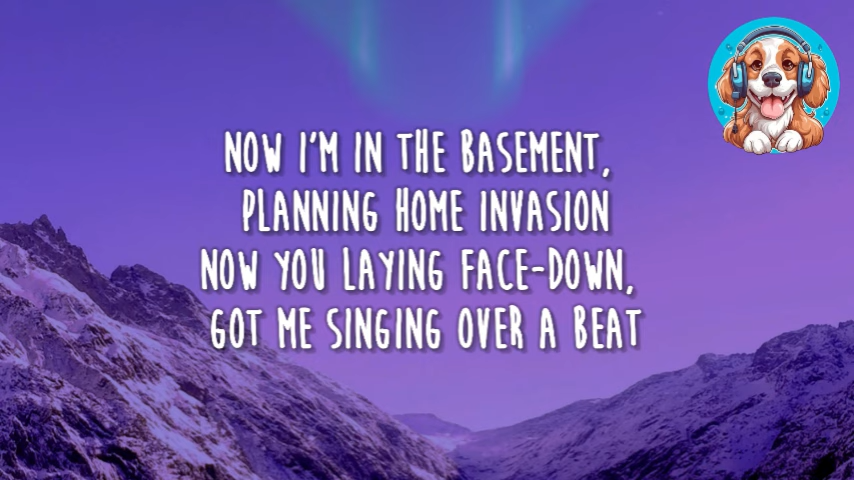 NOW I'M IN THE BASEMENT,
PLANNING HOME INVASION
NOW YOU LAYING FACE-DOWN,
GOT ME SINGING OVER A BEAT